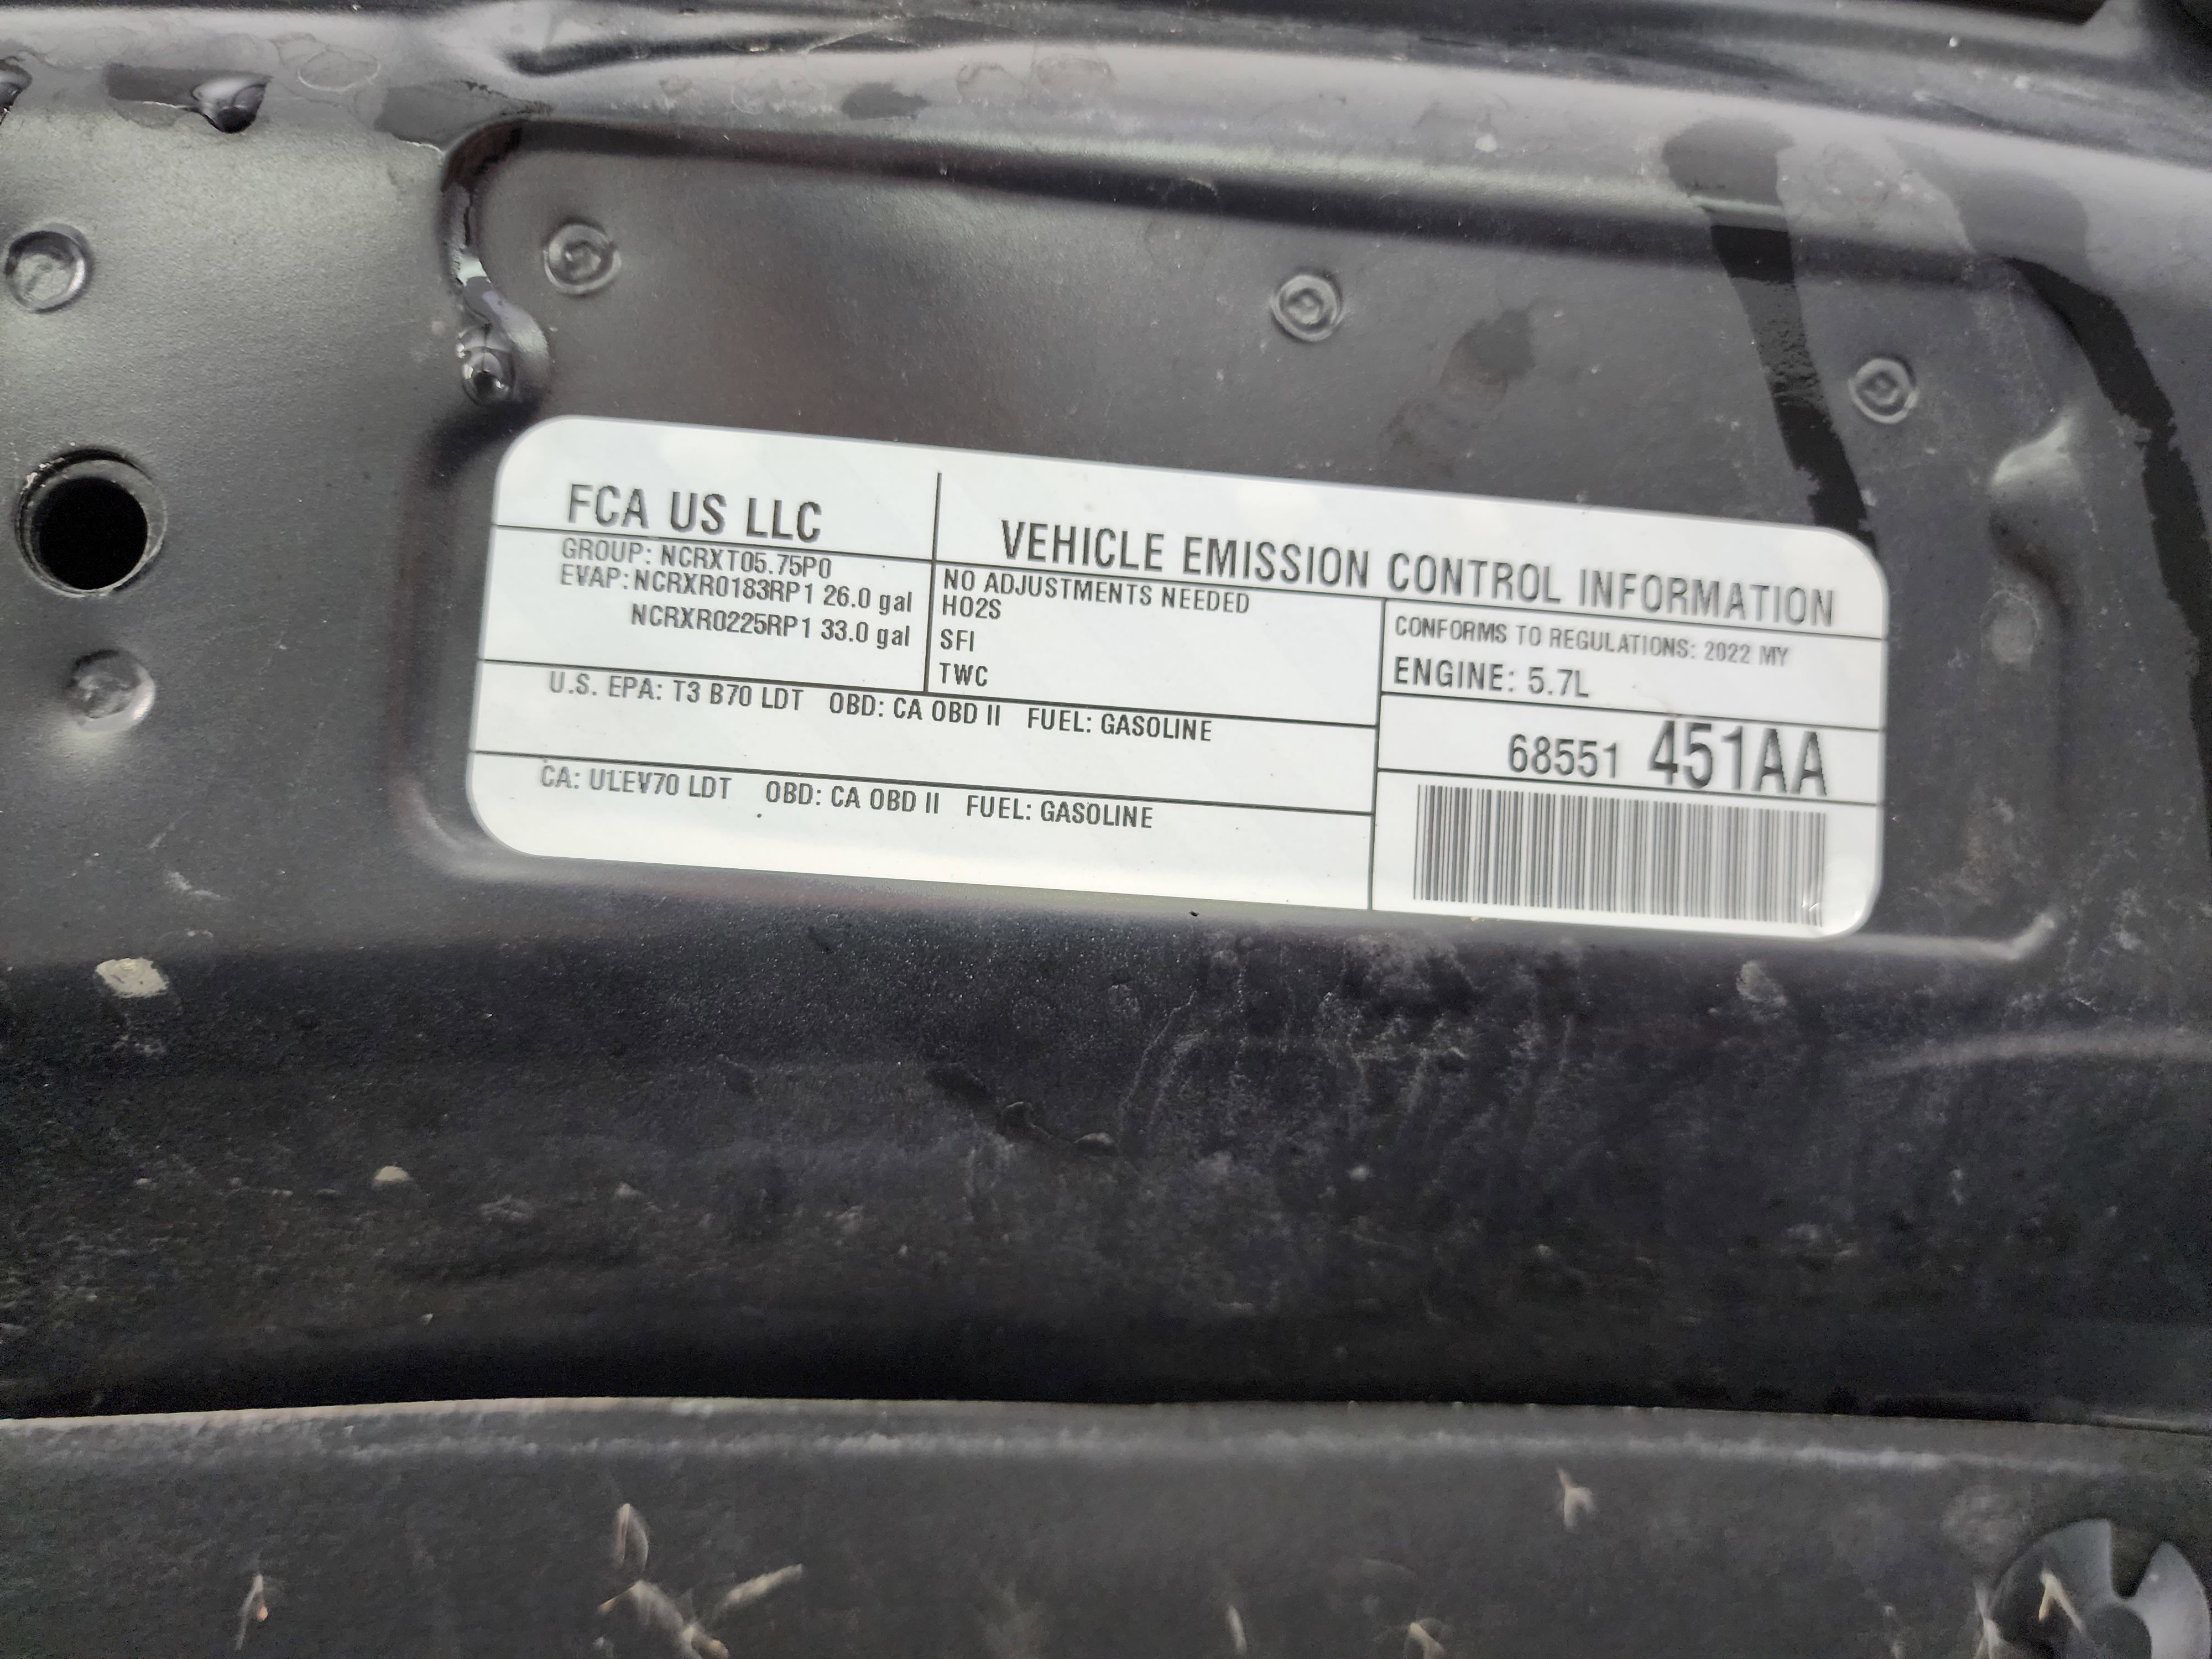 FCA US LLC
VEHICLE EMISSION CONTROL INFORMATION
GROUP: NCRXT05.75P0
EVAP: NCRXR0183RP1 26.0 gal
NCRXR0225RP1 33.0 gal
NO ADJUSTMENTS NEEDED
HO2S
SFI
TWC
CONFORMS TO REGULATIONS: 2022 MY
ENGINE: 5.7L
U.S. EPA: T3 B70 LDT OBD: CA OBD II FUEL: GASOLINE
CA: ULEV70 LDT OBD: CA OBD II FUEL: GASOLINE
68551 451AA